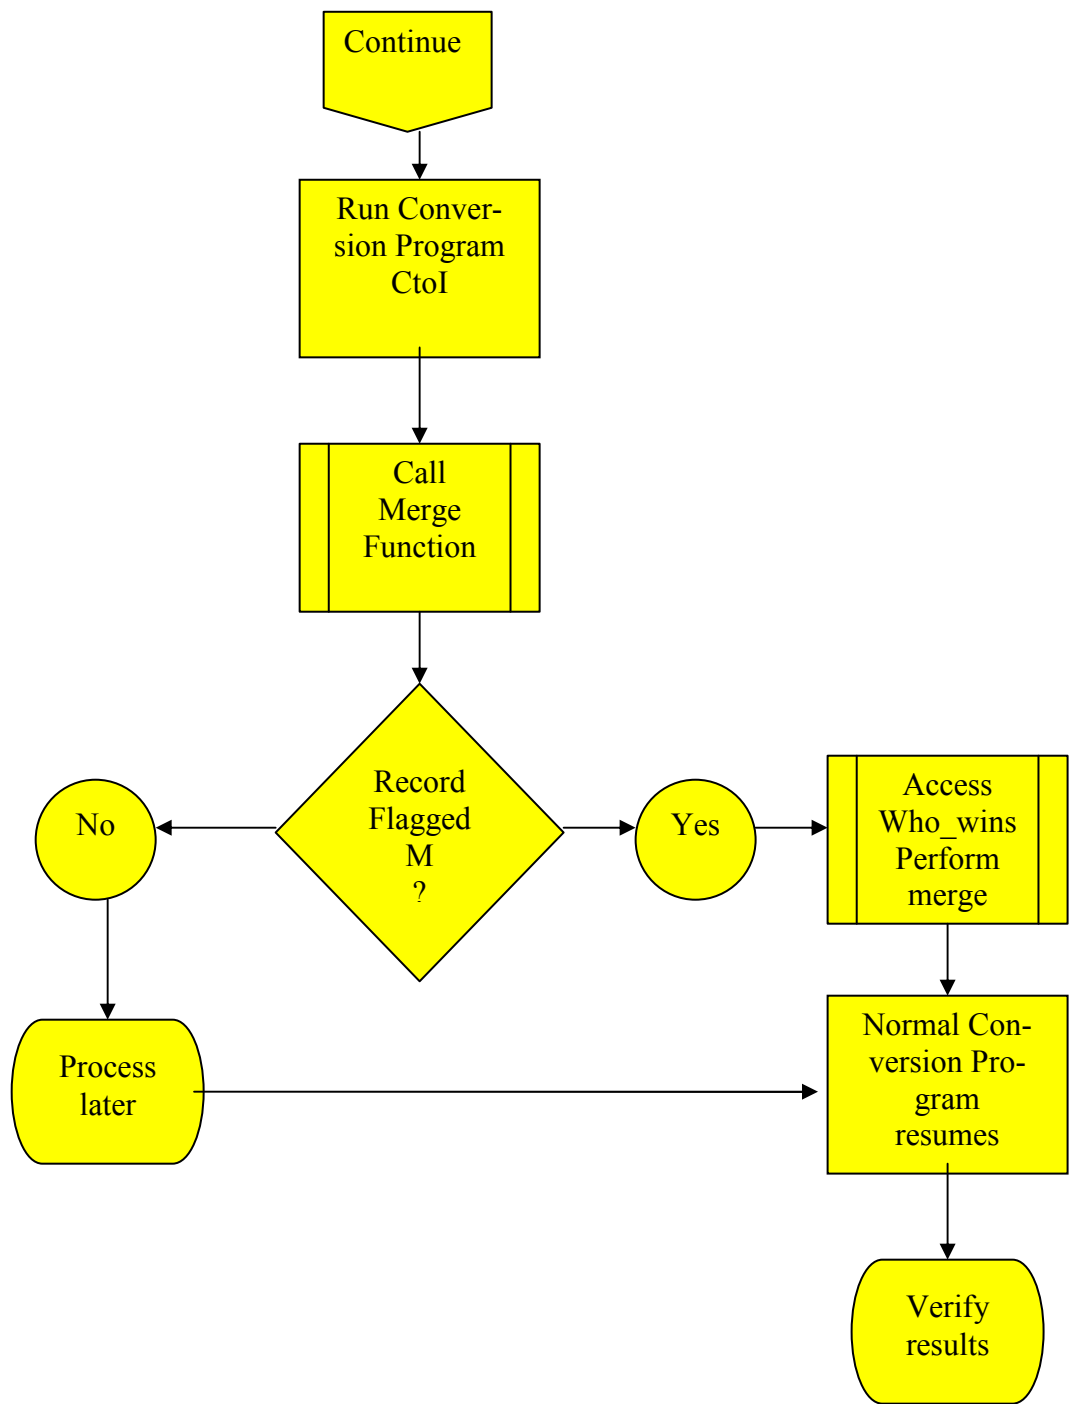 Continue
Run Conver-
sion Program
CtoI
Call
Merge
Function
Record
Flagged
M
?
No
Yes
Access
Who_wins
Perform
merge
Process
later
Normal Con-
version Pro-
gram
resumes
Verify
results